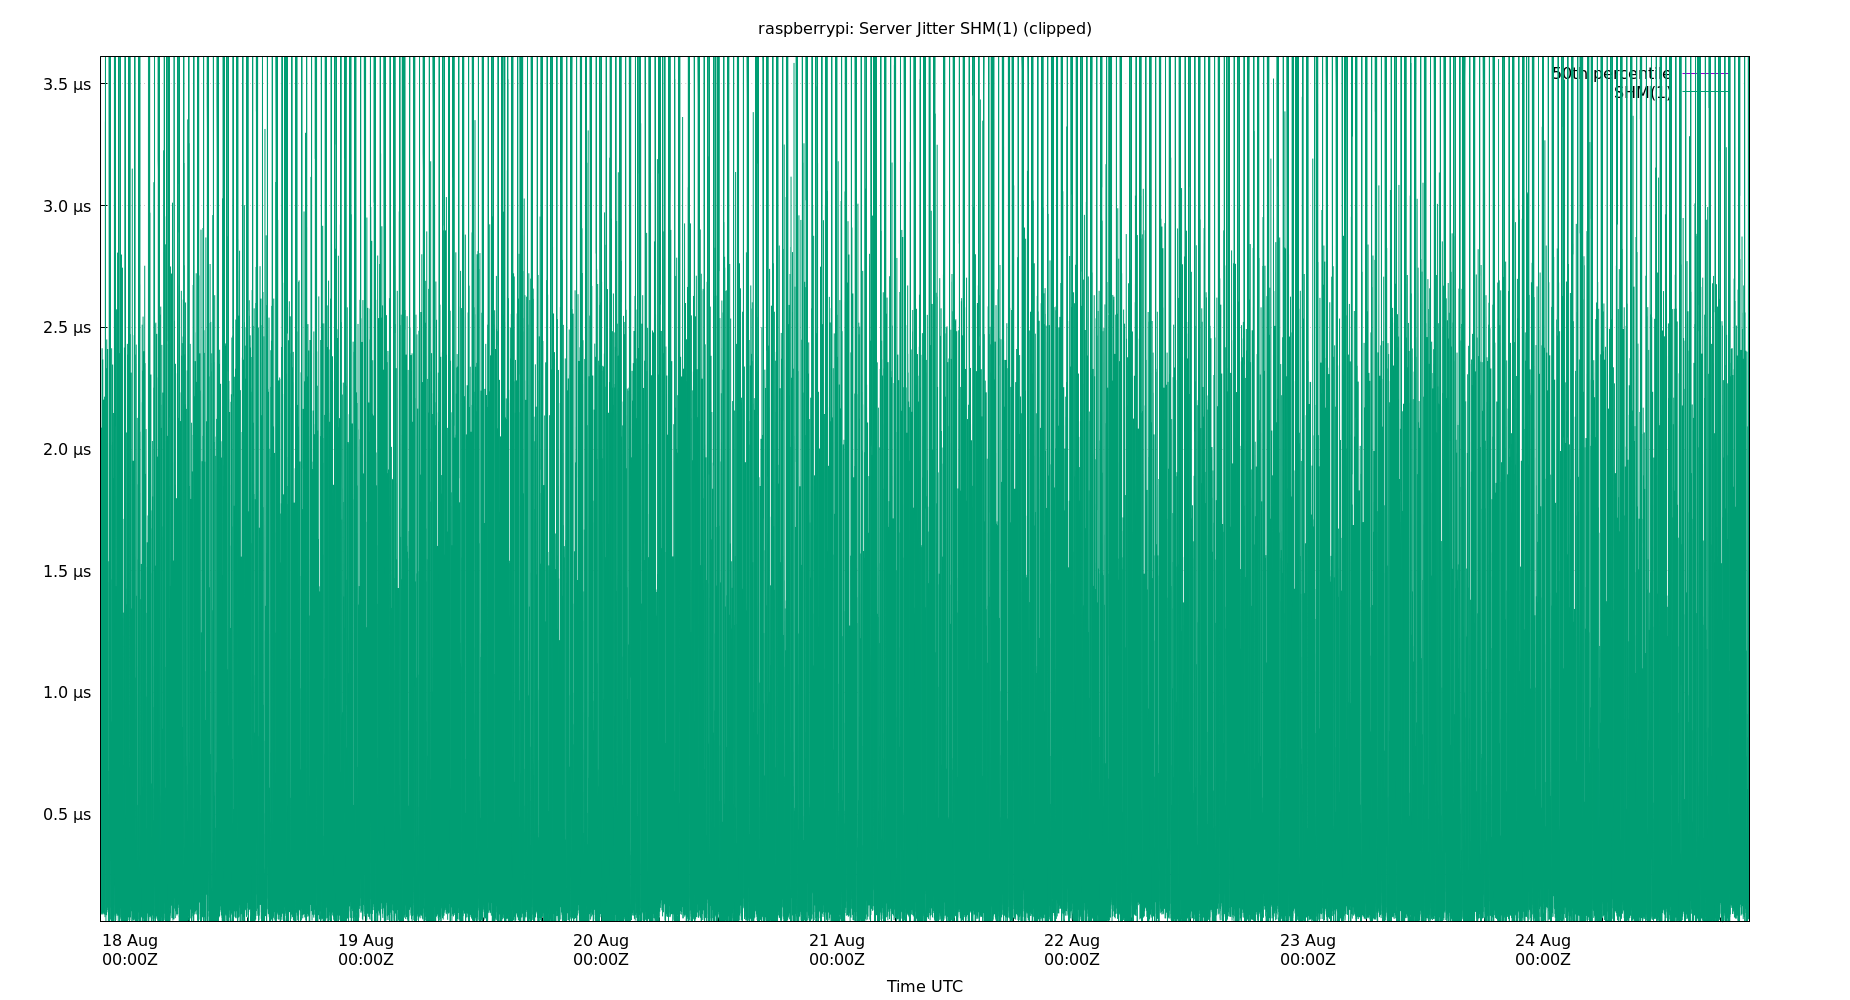 raspberrypi: Server Jitter SHM(1) (clipped)
50th percentile
SHM(1)
3.5 µs
3.0 µs
2.5 µs
2.0 µs
1.5 µs
1.0 µs
0.5 µs
18 Aug 19 Aug 20 Aug 21 Aug 22 Aug 23 Aug 24 Aug
00:00Z 00:00Z 00:00Z 00:00Z 00:00Z 00:00Z 00:00Z
Time UTC